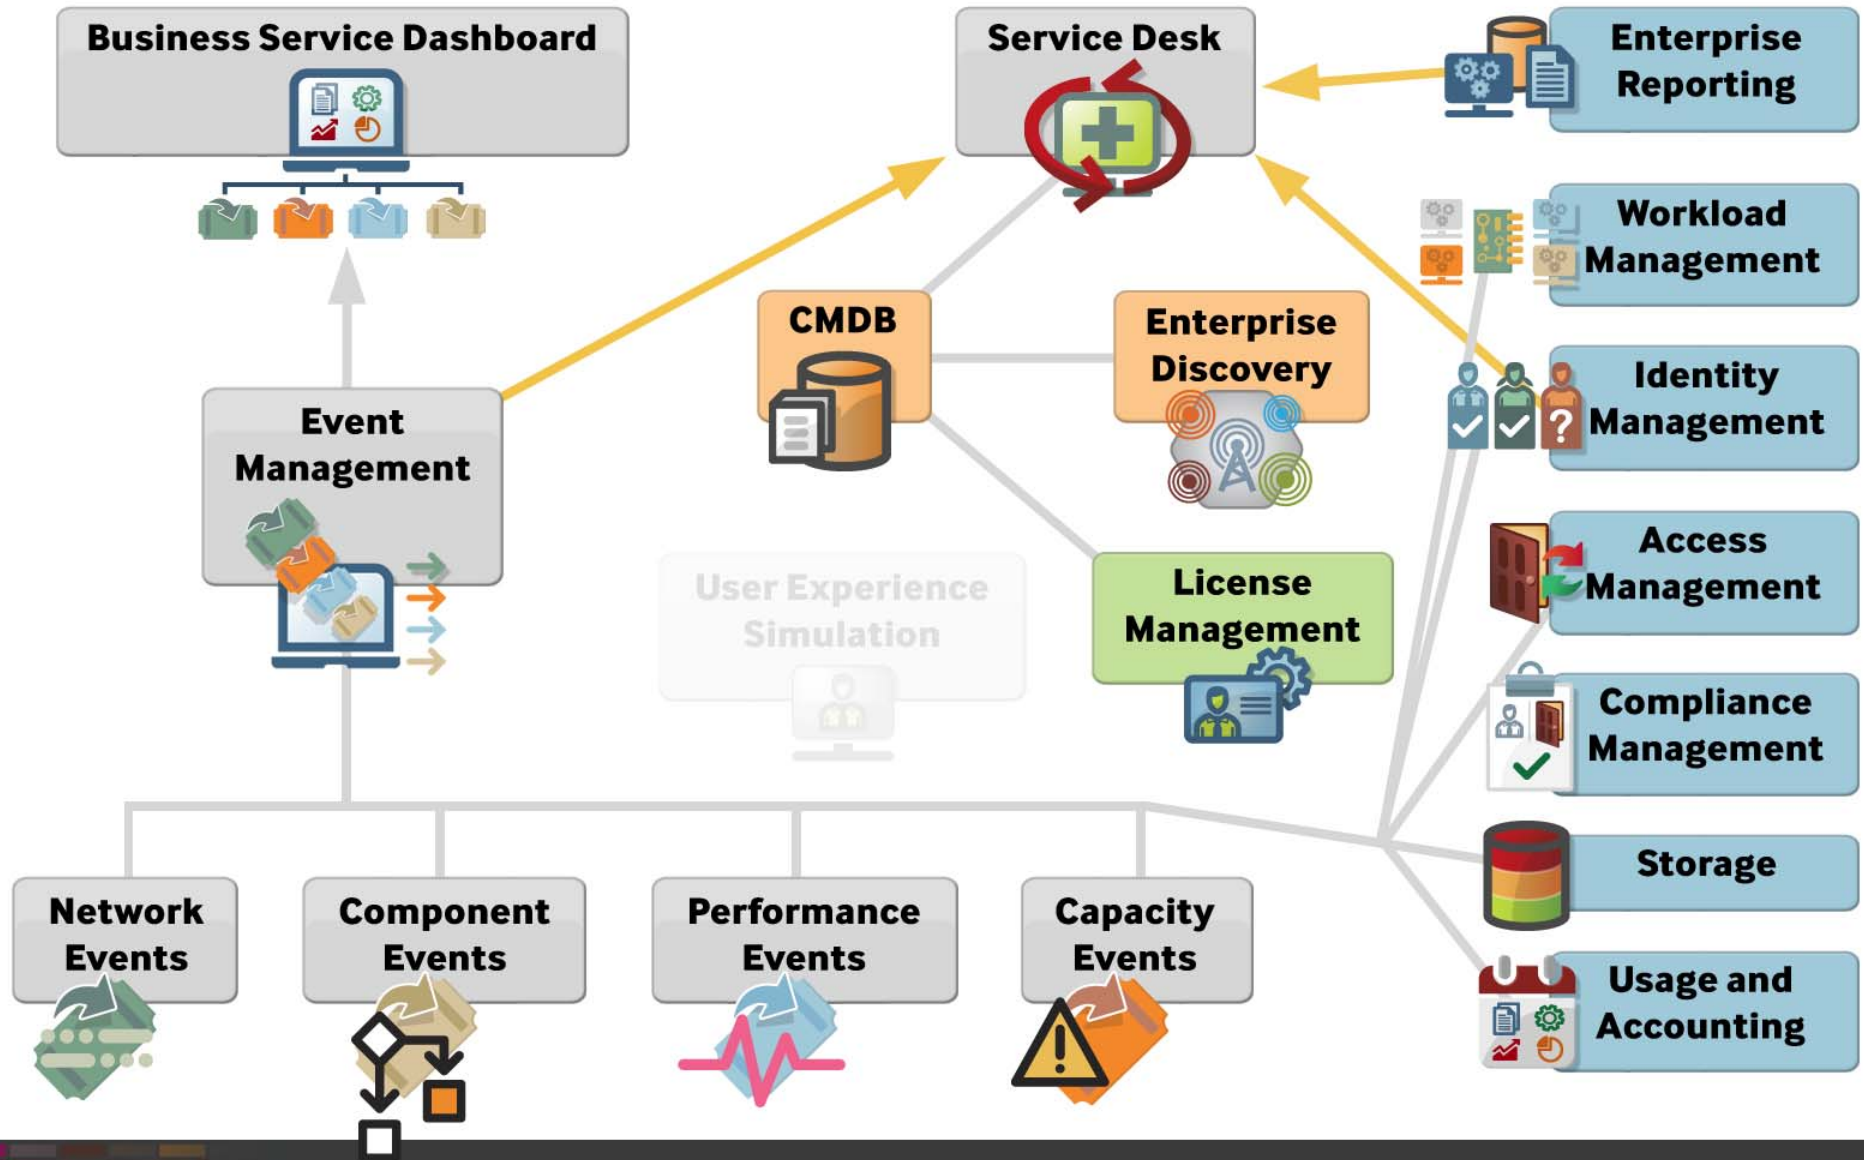 Business Service Dashboard
Service Desk
Enterprise
Reporting
Workload
Management
CMDB
Enterprise
Discovery
Identity
Management
Event
Management
Access
Management
User Experience
Simulation
License
Management
Compliance
Management
Storage
Network
Events
Component
Events
Performance
Events
Capacity
Events
Usage and
Accounting